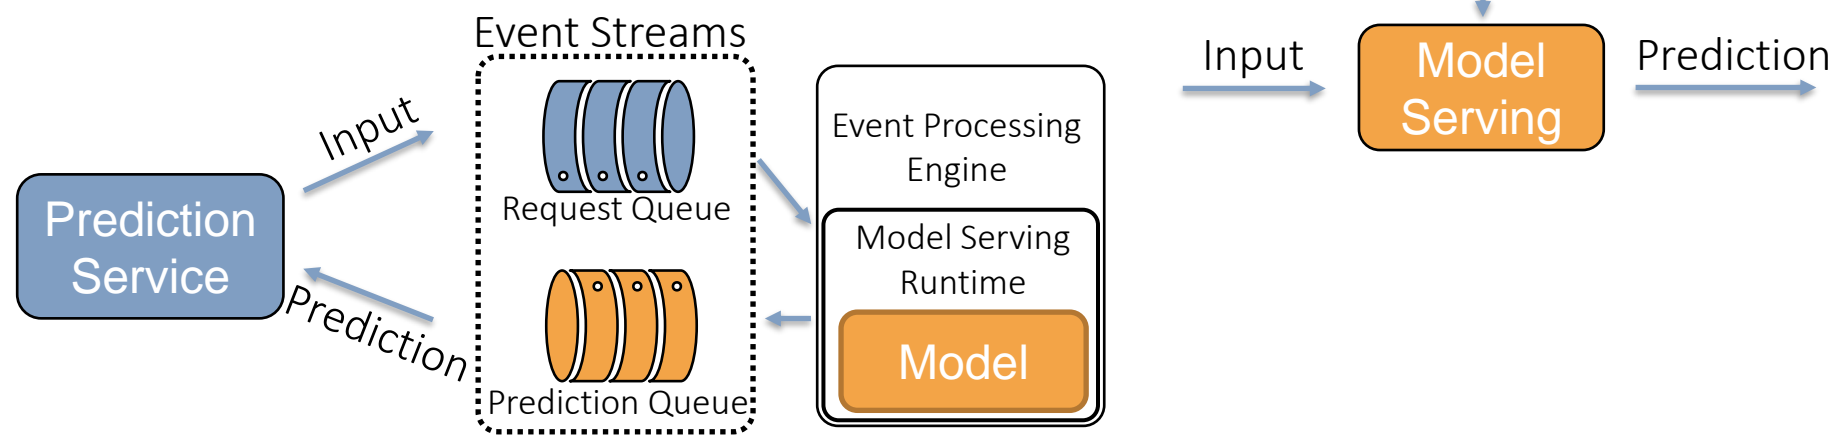 Event Streams
Input
Prediction
Service
Prediction
Request Queue
Prediction Queue
Event Processing
Engine
Model Serving
Runtime
Model
Input
Model
Serving
Prediction